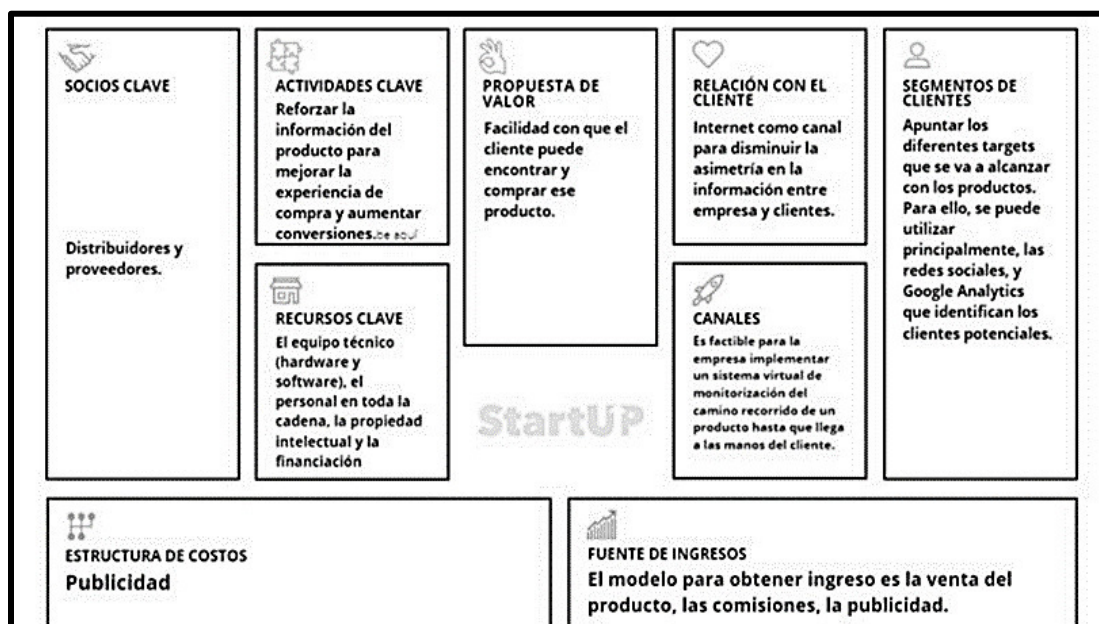 SOCIOS CLAVE
Distribuidores y
proveedores.
ACTIVIDADES CLAVE
Reforzar la
información del
producto para
mejorar la
experiencia de
compra y aumentar
conversiones.be aquí
RECURSOS CLAVE
El equipo técnico
(hardware y
software), el
personal en toda la
cadena, la propiedad
intelectual y la
financiación
PROPUESTA DE
VALOR
Facilidad con que el
cliente puede
encontrar y
comprar ese
producto.
StartUP
RELACIÓN CON EL
CLIENTE
Internet como canal
para disminuir la
asimetría en la
información entre
empresa y clientes.
CANALES
Es factible para la
empresa implementar
un sistema virtual de
monitorización del
camino recorrido de un
producto hasta que llega
a las manos del cliente.
SEGMENTOS DE
CLIENTES
Apuntar los
diferentes targets
que se va a alcanzar
con los productos.
Para ello, se puede
utilizar
principalmente, las
redes sociales, y
Google Analytics
que identifican los
clientes potenciales.
ESTRUCTURA DE COSTOS
Publicidad
FUENTE DE INGRESOS
El modelo para obtener ingreso es la venta del
producto, las comisiones, la publicidad.